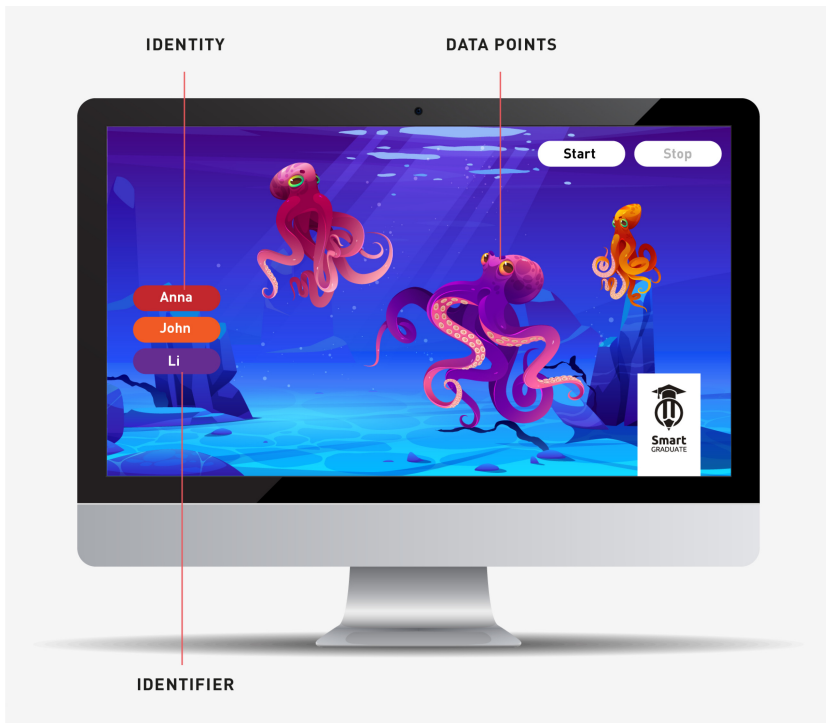 IDENTITY
DATA POINTS
Start
Stop
Anna
John
Li
Smart
GRADUATE
IDENTIFIER